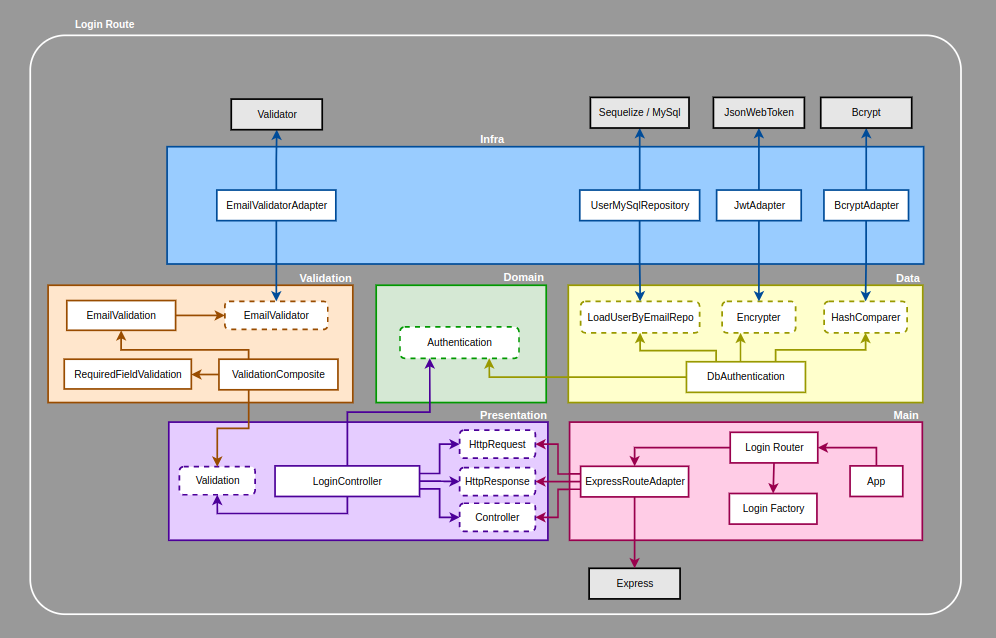 Login Route
Validator
Sequelize / MySql
JsonWebToken
Bcrypt
Infra
EmailValidatorAdapter
UserMySqlRepository
JwtAdapter
BcryptAdapter
Validation
Domain
Data
EmailValidation
EmailValidator
Authentication
LoadUserByEmailRepo
Encrypter
HashComparer
RequiredFieldValidation
ValidationComposite
DbAuthentication
Presentation
Main
HttpRequest
Login Router
Validation
LoginController
HttpResponse
ExpressRouteAdapter
App
Controller
Login Factory
Express